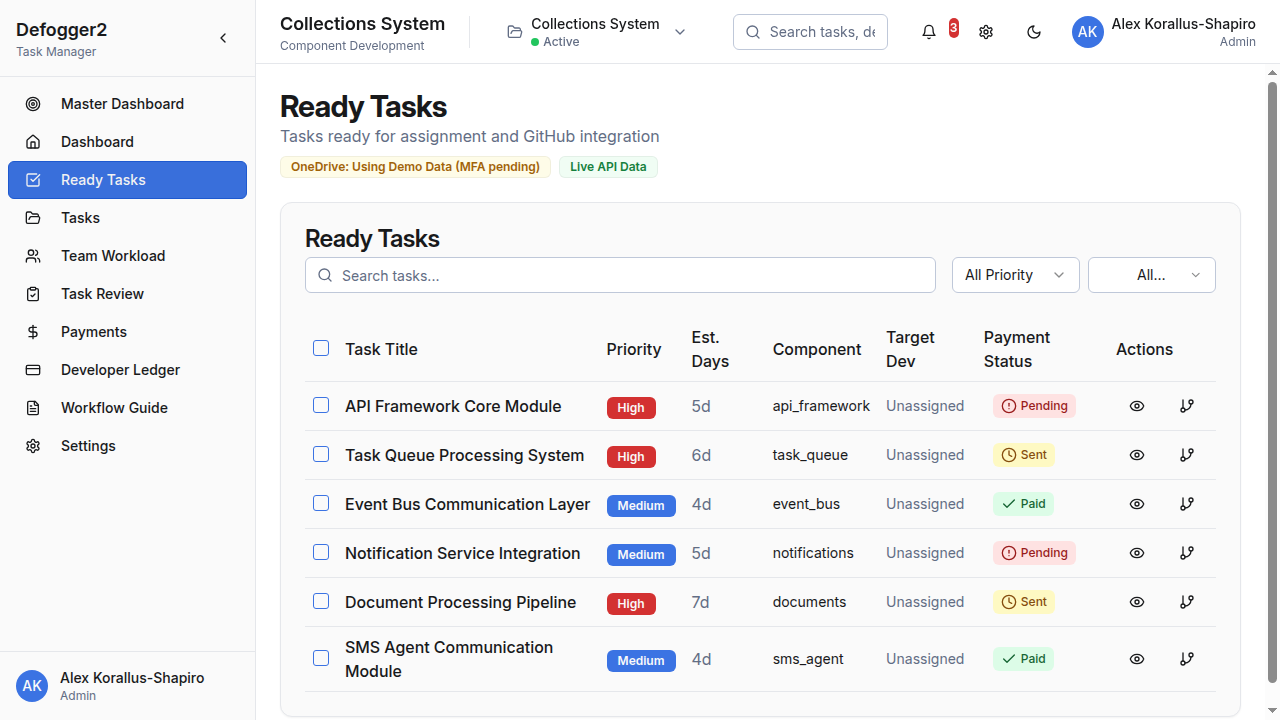 Defogger2
Task Manager
Master Dashboard
Dashboard
Ready Tasks
Tasks
Team Workload
Task Review
Payments
Developer Ledger
Workflow Guide
Settings
AK
Alex Korallus-Shapiro
Admin
Collections System
Component Development
Collections System
Active
Search tasks, de
3
AK
Alex Korallus-Shapiro
Admin
Ready Tasks
Tasks ready for assignment and GitHub integration
OneDrive: Using Demo Data (MFA pending)
Live API Data
Ready Tasks
Search tasks...
All Priority
All...
Task Title Priority Est. Days Component Target Dev Payment Status Actions
API Framework Core Module High 5d api_framework Unassigned Pending
Task Queue Processing System High 6d task_queue Unassigned Sent
Event Bus Communication Layer Medium 4d event_bus Unassigned Paid
Notification Service Integration Medium 5d notifications Unassigned Pending
Document Processing Pipeline High 7d documents Unassigned Sent
SMS Agent Communication Module Medium 4d sms_agent Unassigned Paid